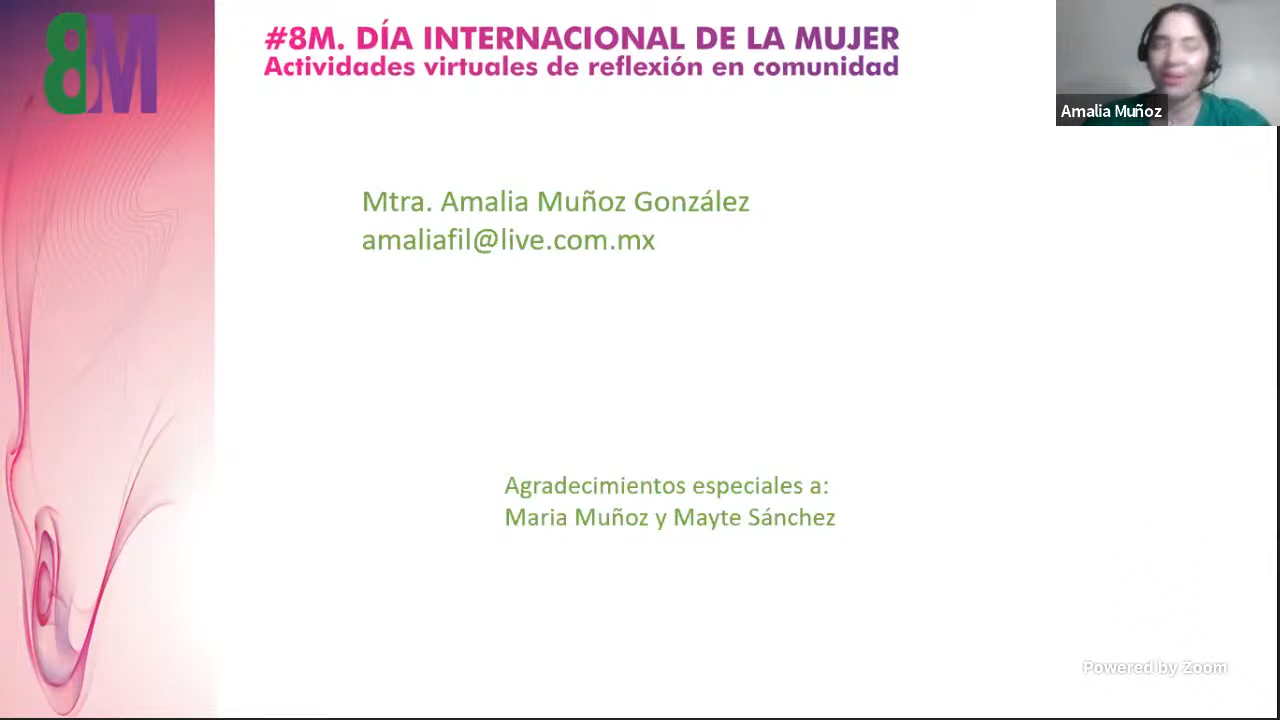 8M
#8M. DÍA INTERNACIONAL DE LA MUJER
Actividades virtuales de reflexión en comunidad
Amalia Muñoz
Mtra. Amalia Muñoz González
amaliafil@live.com.mx
Agradecimientos especiales a:
Maria Muñoz y Mayte Sánchez
Powered by Zoom